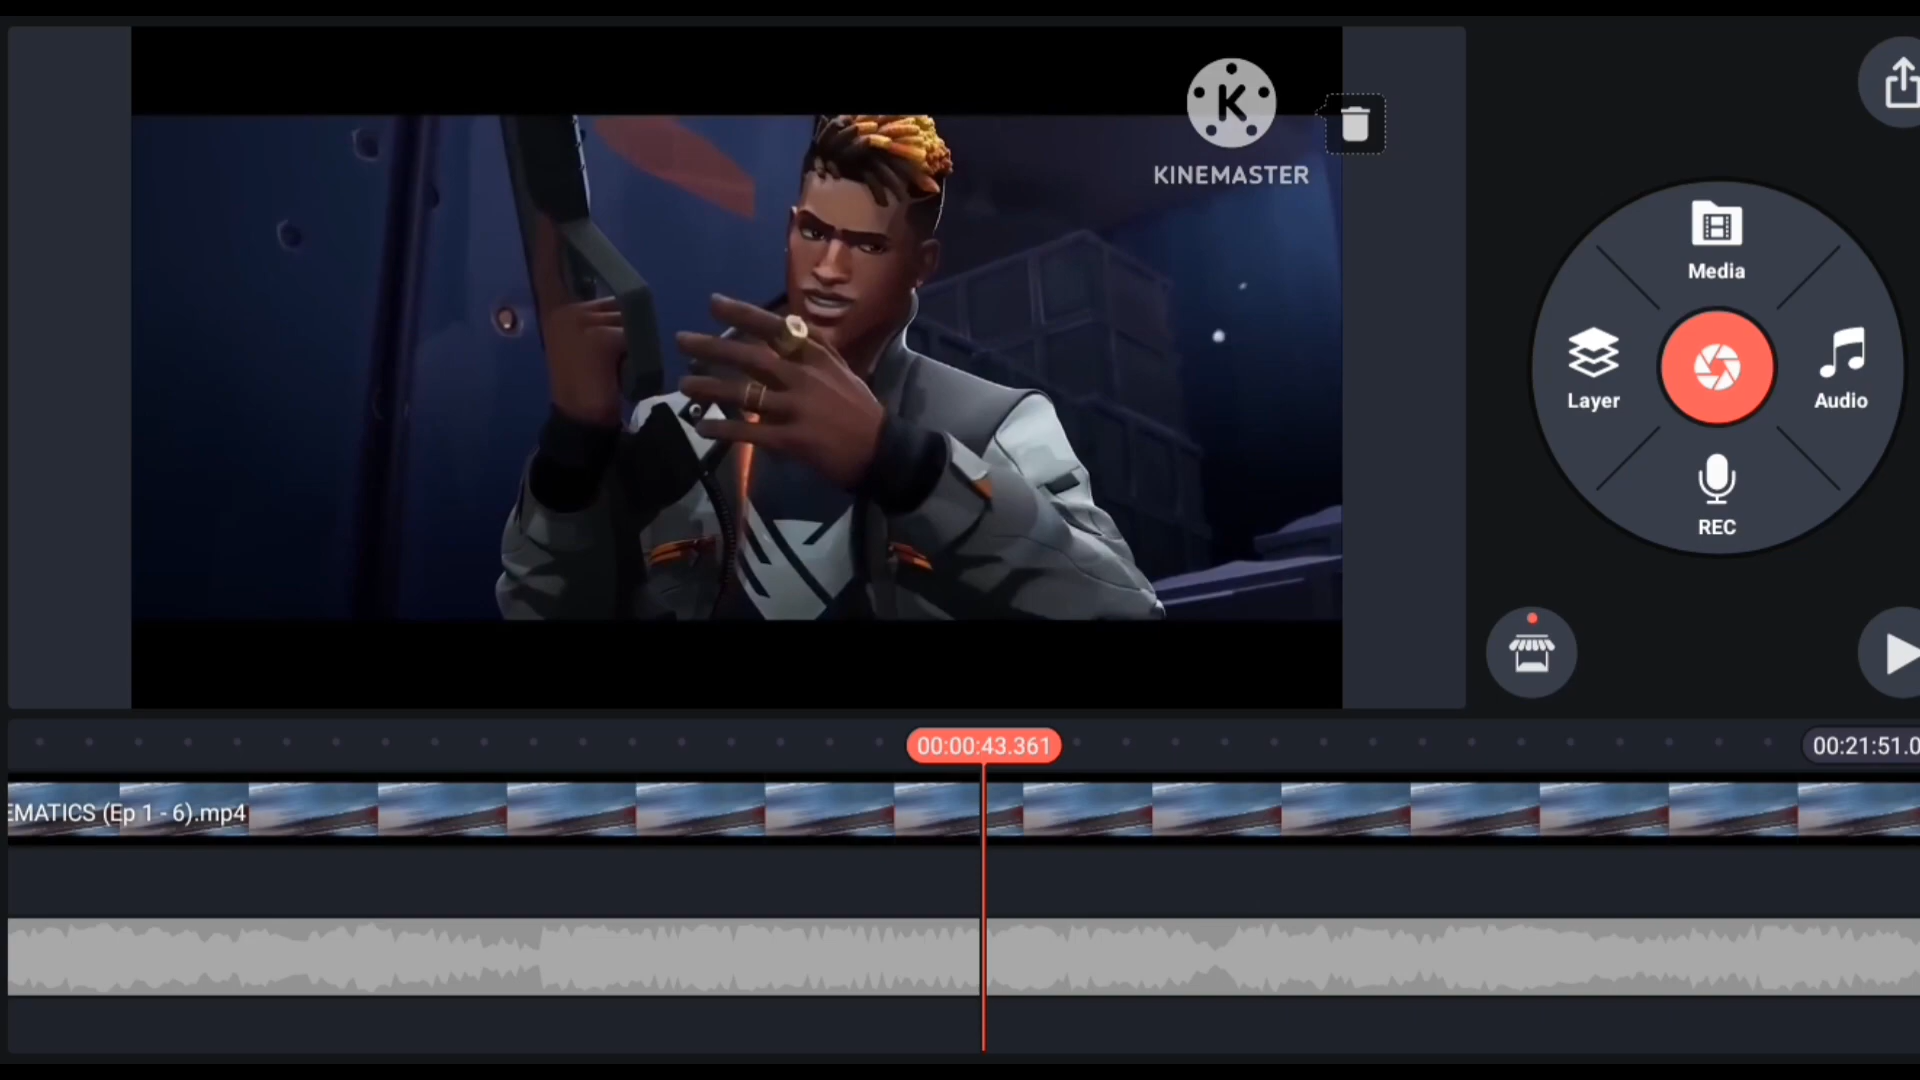 K
KINEMASTER
Media
Layer
Audio
REC
00:00:43.361
00:21:51.0
EMATICS (Ep 1 - 6).mp4